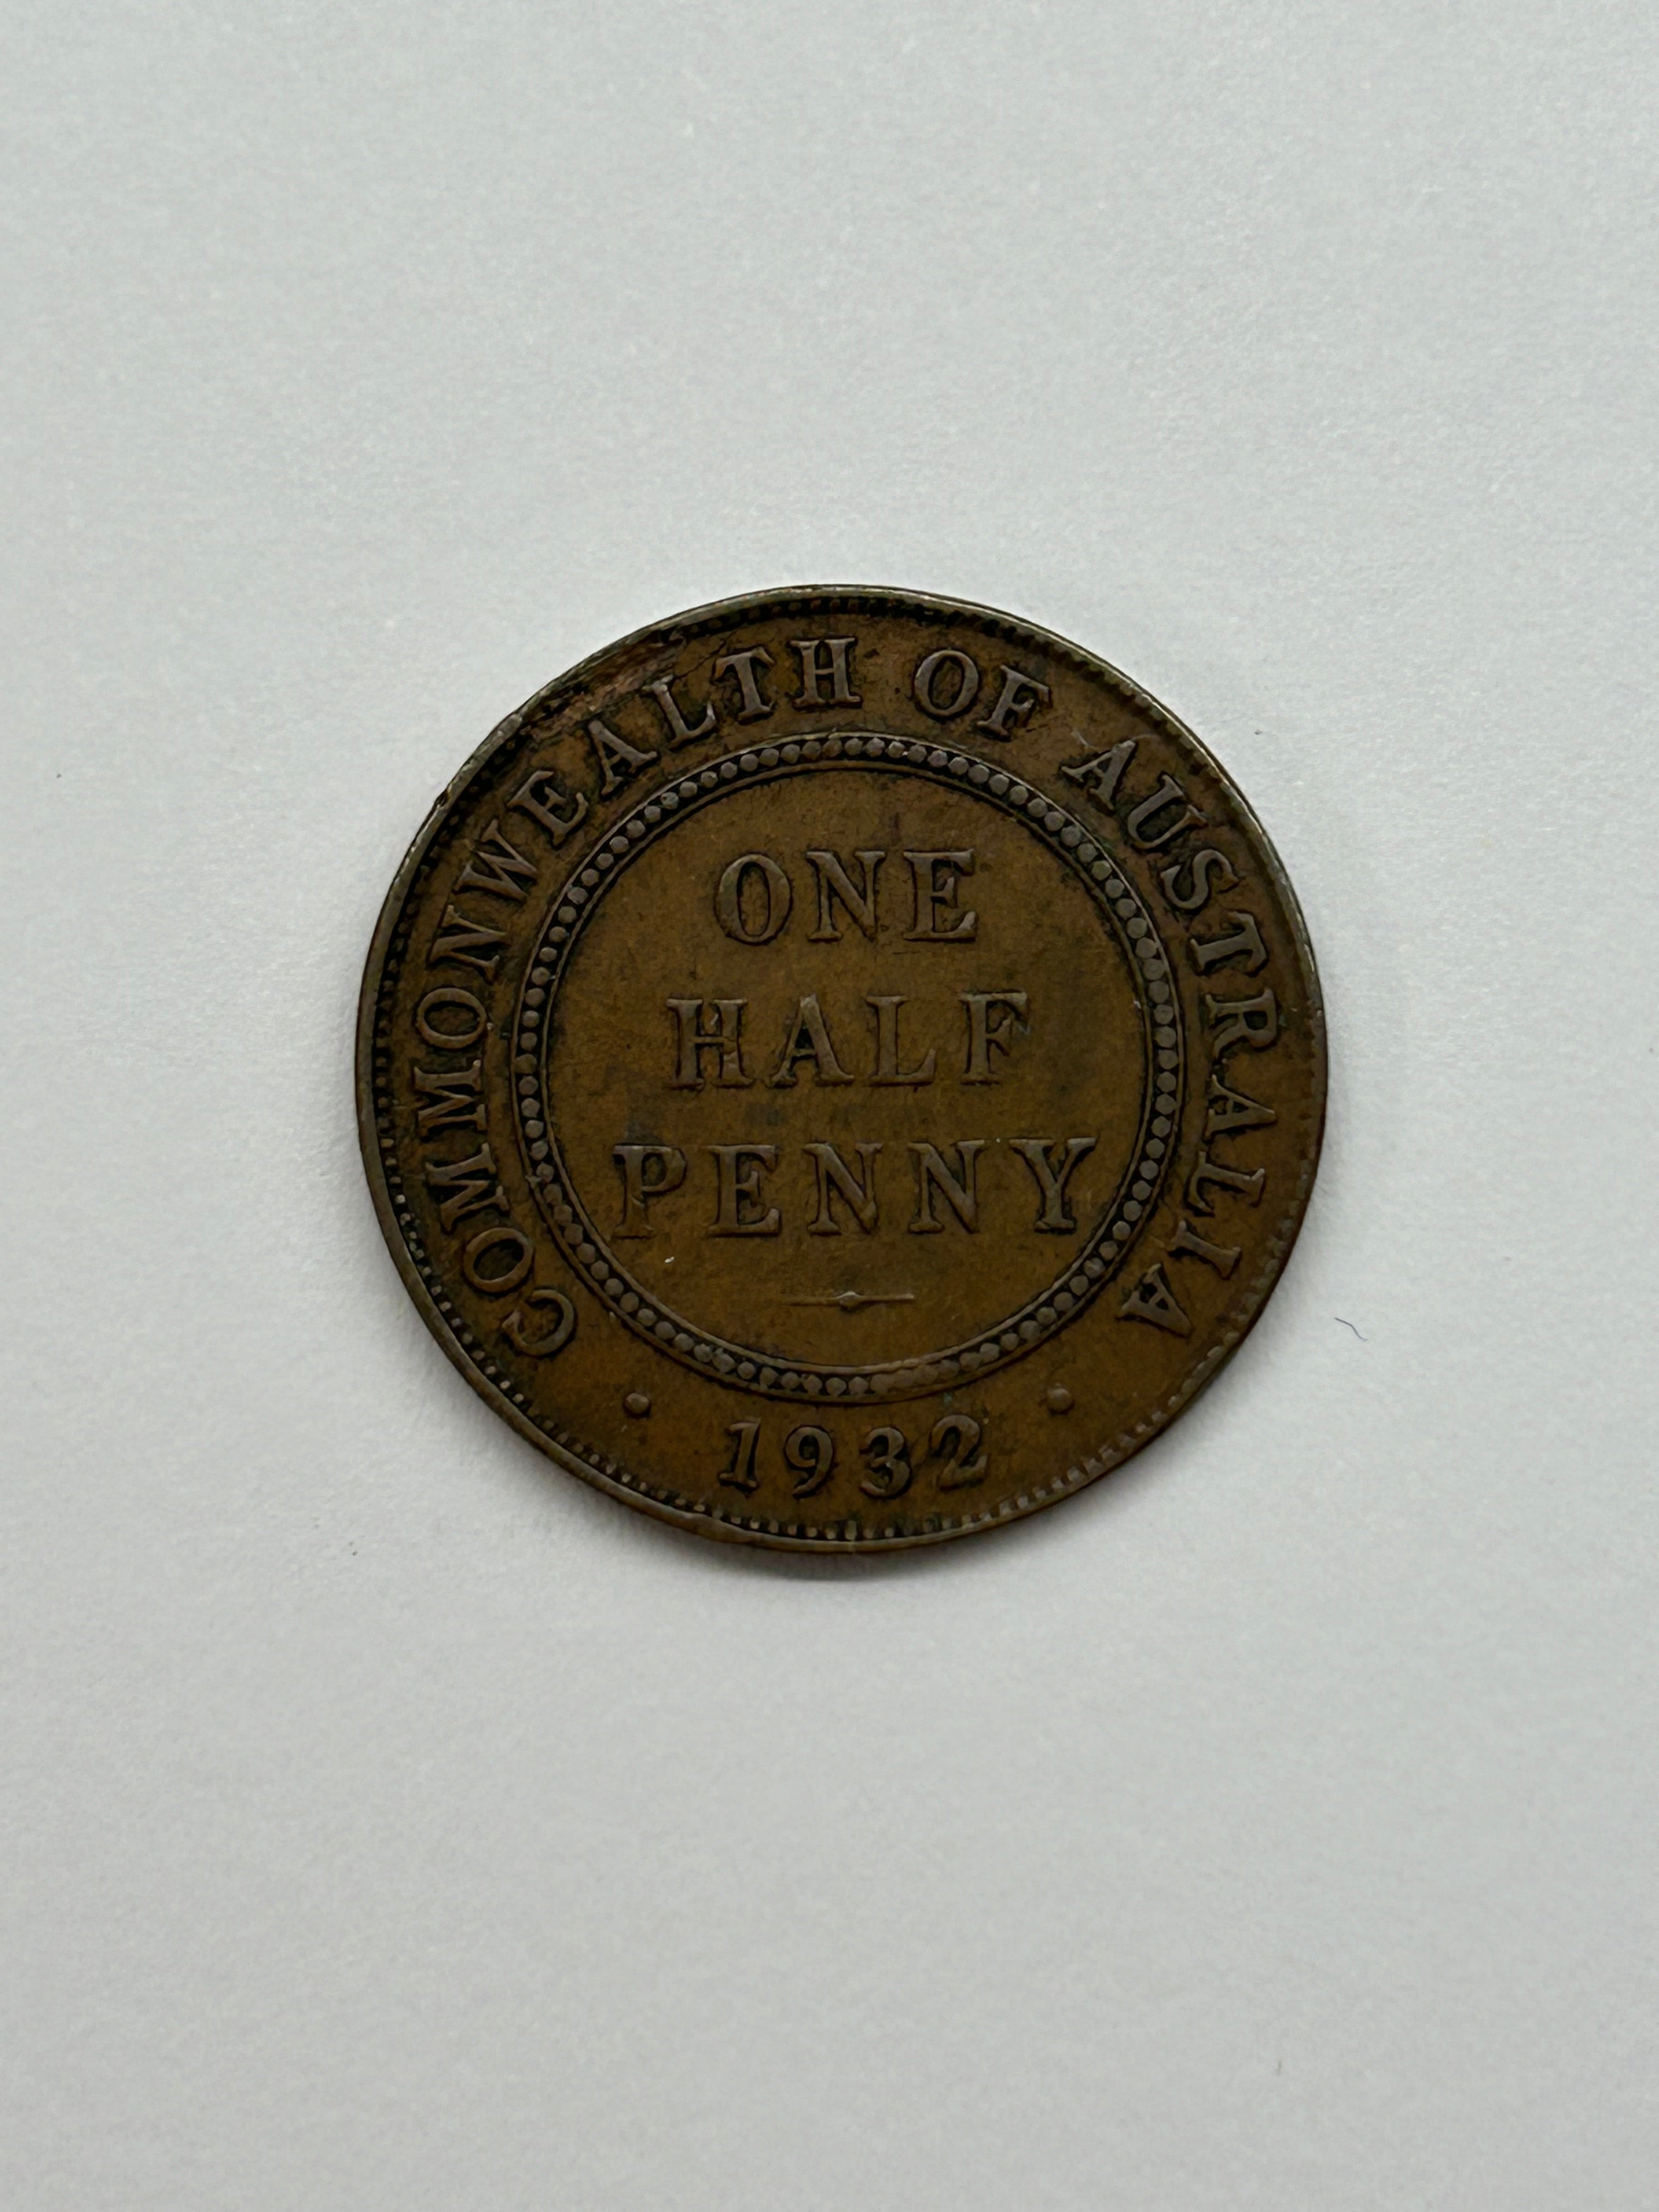 COMMONWEALTH OF AUSTRALIA
ONE
HALF
PENNY
1932